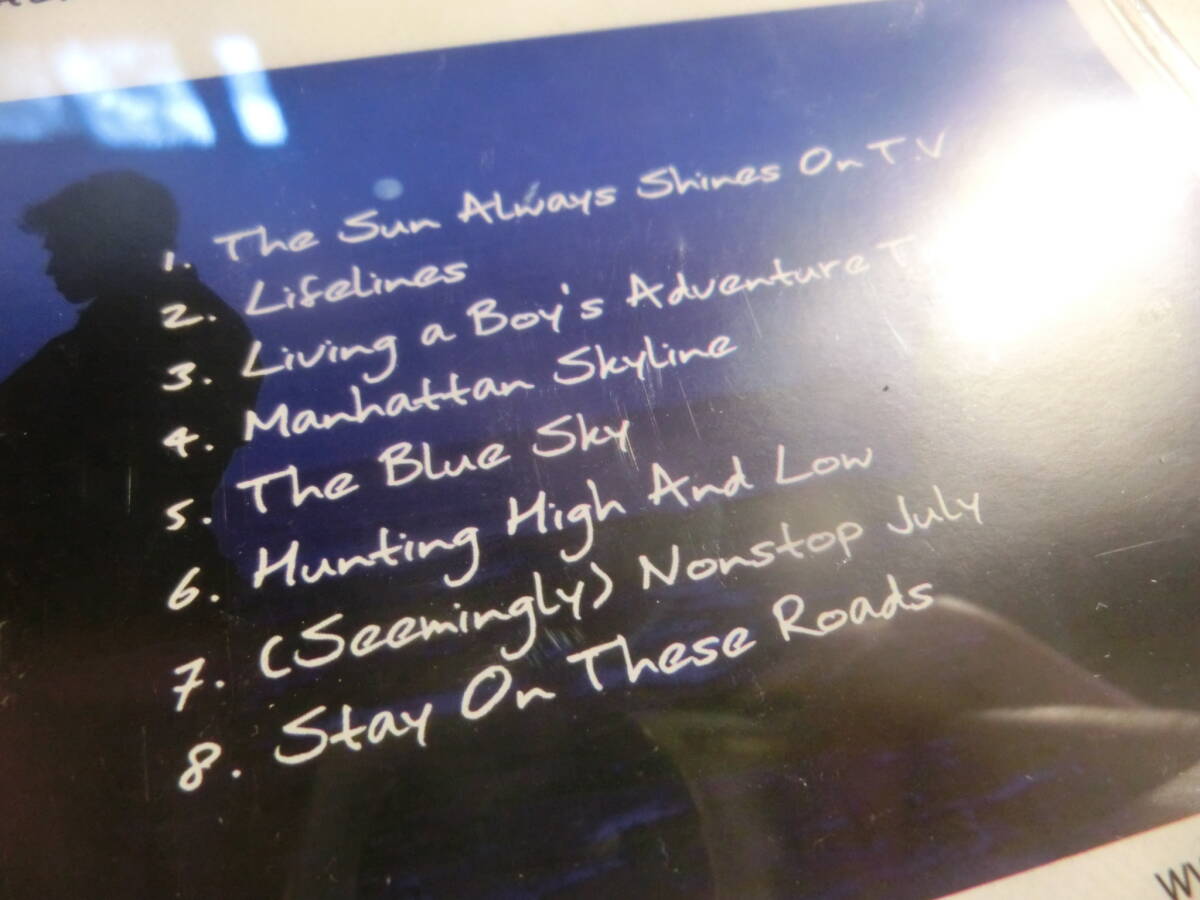 1. The Sun Always Shines On T.V
2. Lifelines
3. Living a Boy's Adventure
4. Manhattan Skyline
5. The Blue Sky
6. Hunting High And Low
7. (Seemingly) Nonstop July
8. Stay On These Roads